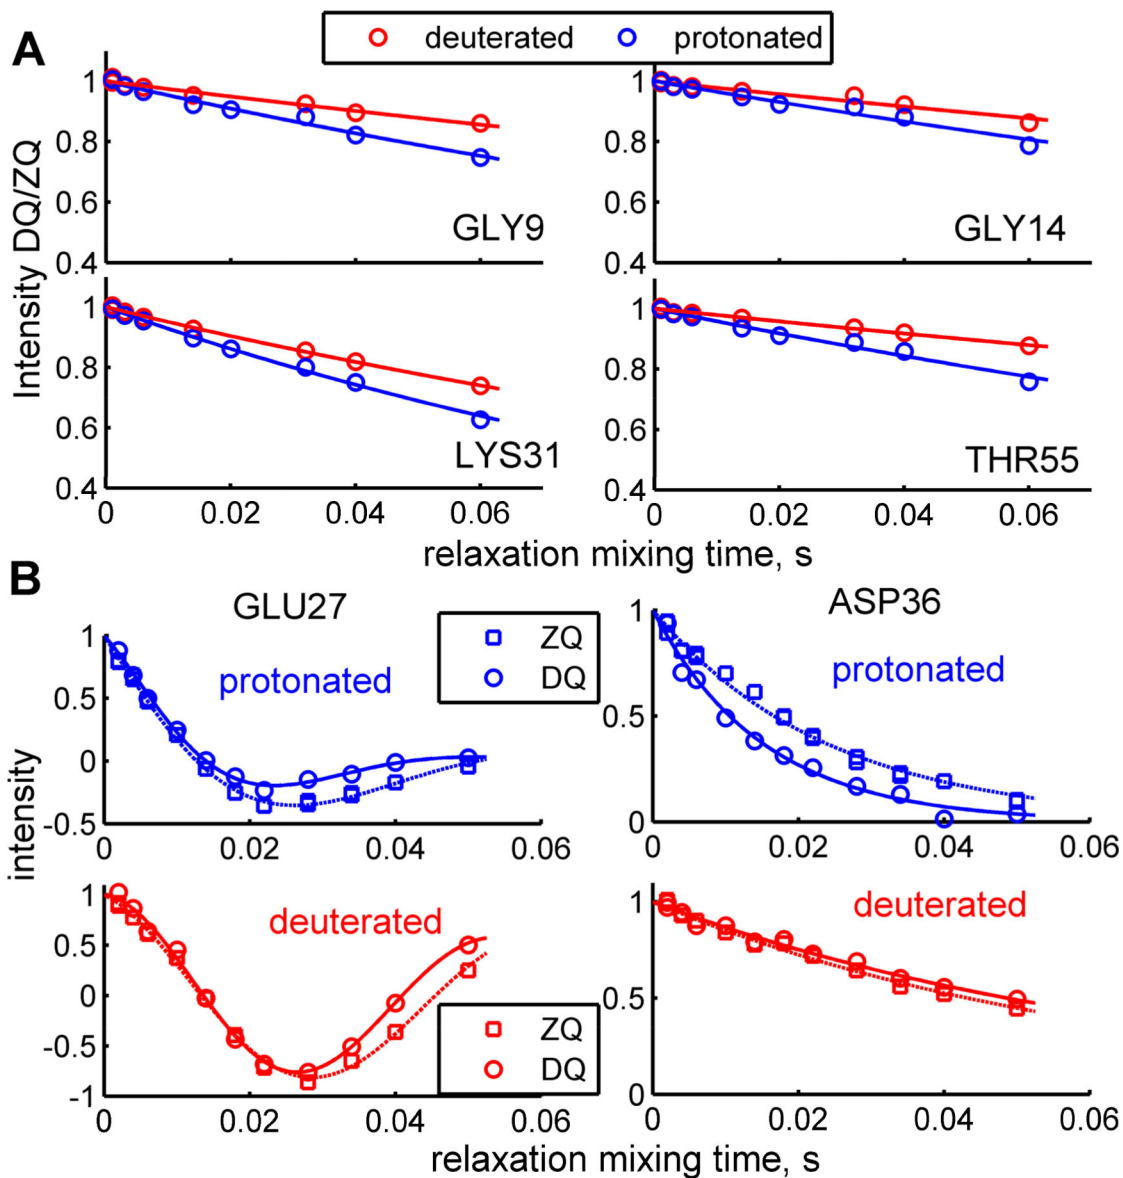 A
deuterated protonated
Intensity DQ/ZQ
1
0.8
0.6
0.4
GLY9
1
0.8
0.6
0.4
GLY14
1
0.8
0.6
0.4
LYS31
0 0.02 0.04 0.06
1
0.8
0.6
0.4
THR55
0 0.02 0.04 0.06
relaxation mixing time, s
B
intensity
GLU27
ZQ
DQ
protonated
1
0.5
0
-0.5
0 0.02 0.04 0.06
ASP36
protonated
1
0.5
0
0 0.02 0.04 0.06
deuterated
1
0.5
0
-0.5
-1
ZQ
DQ
0 0.02 0.04 0.06
deuterated
1
0.5
0
0 0.02 0.04 0.06
relaxation mixing time, s